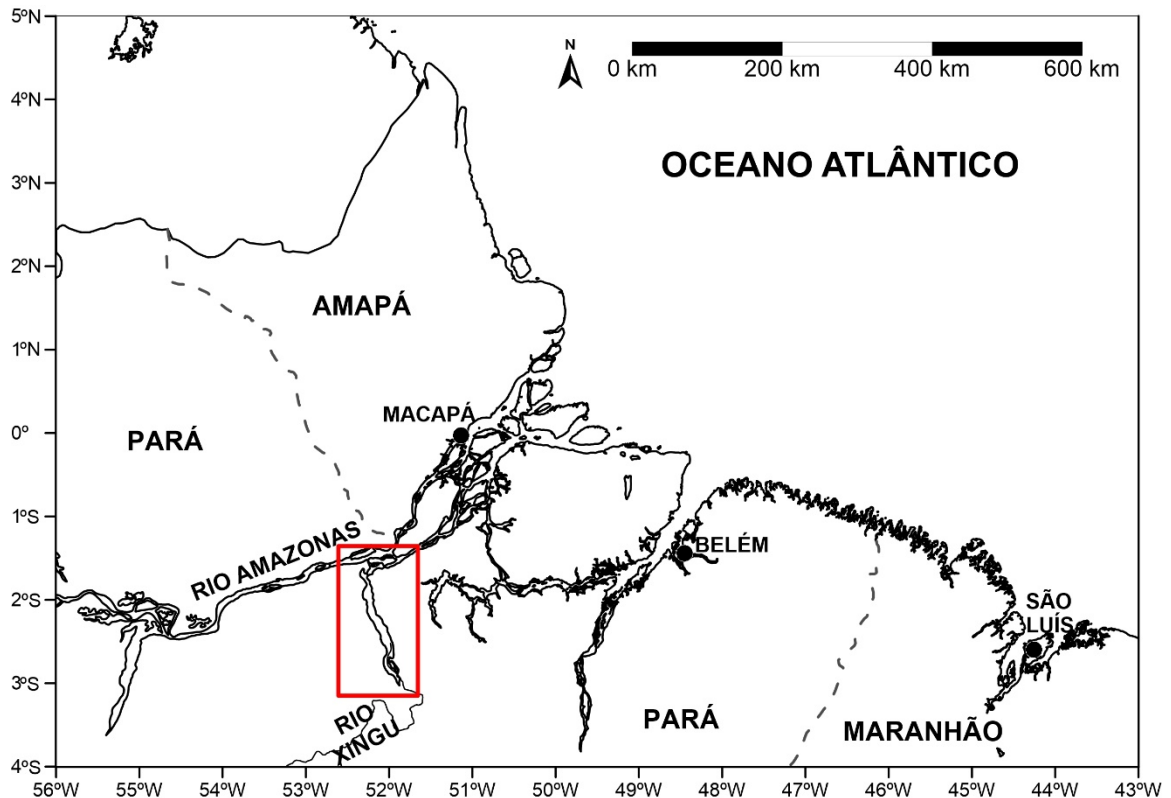 5ºN
4ºN
3ºN
2ºN
1ºN
0º
1ºS
2ºS
3ºS
4ºS
N
0 km 200 km 400 km 600 km
OCEANO ATLÂNTICO
AMAPÁ
MACAPÁ
PARÁ
RIO AMAZONAS
BELÉM
SÃO
LUÍS
RIO
XINGU
PARÁ
MARANHÃO
56ºW 55ºW 54ºW 53ºW 52ºW 51ºW 50ºW 49ºW 48ºW 47ºW 46ºW 45ºW 44ºW 43ºW